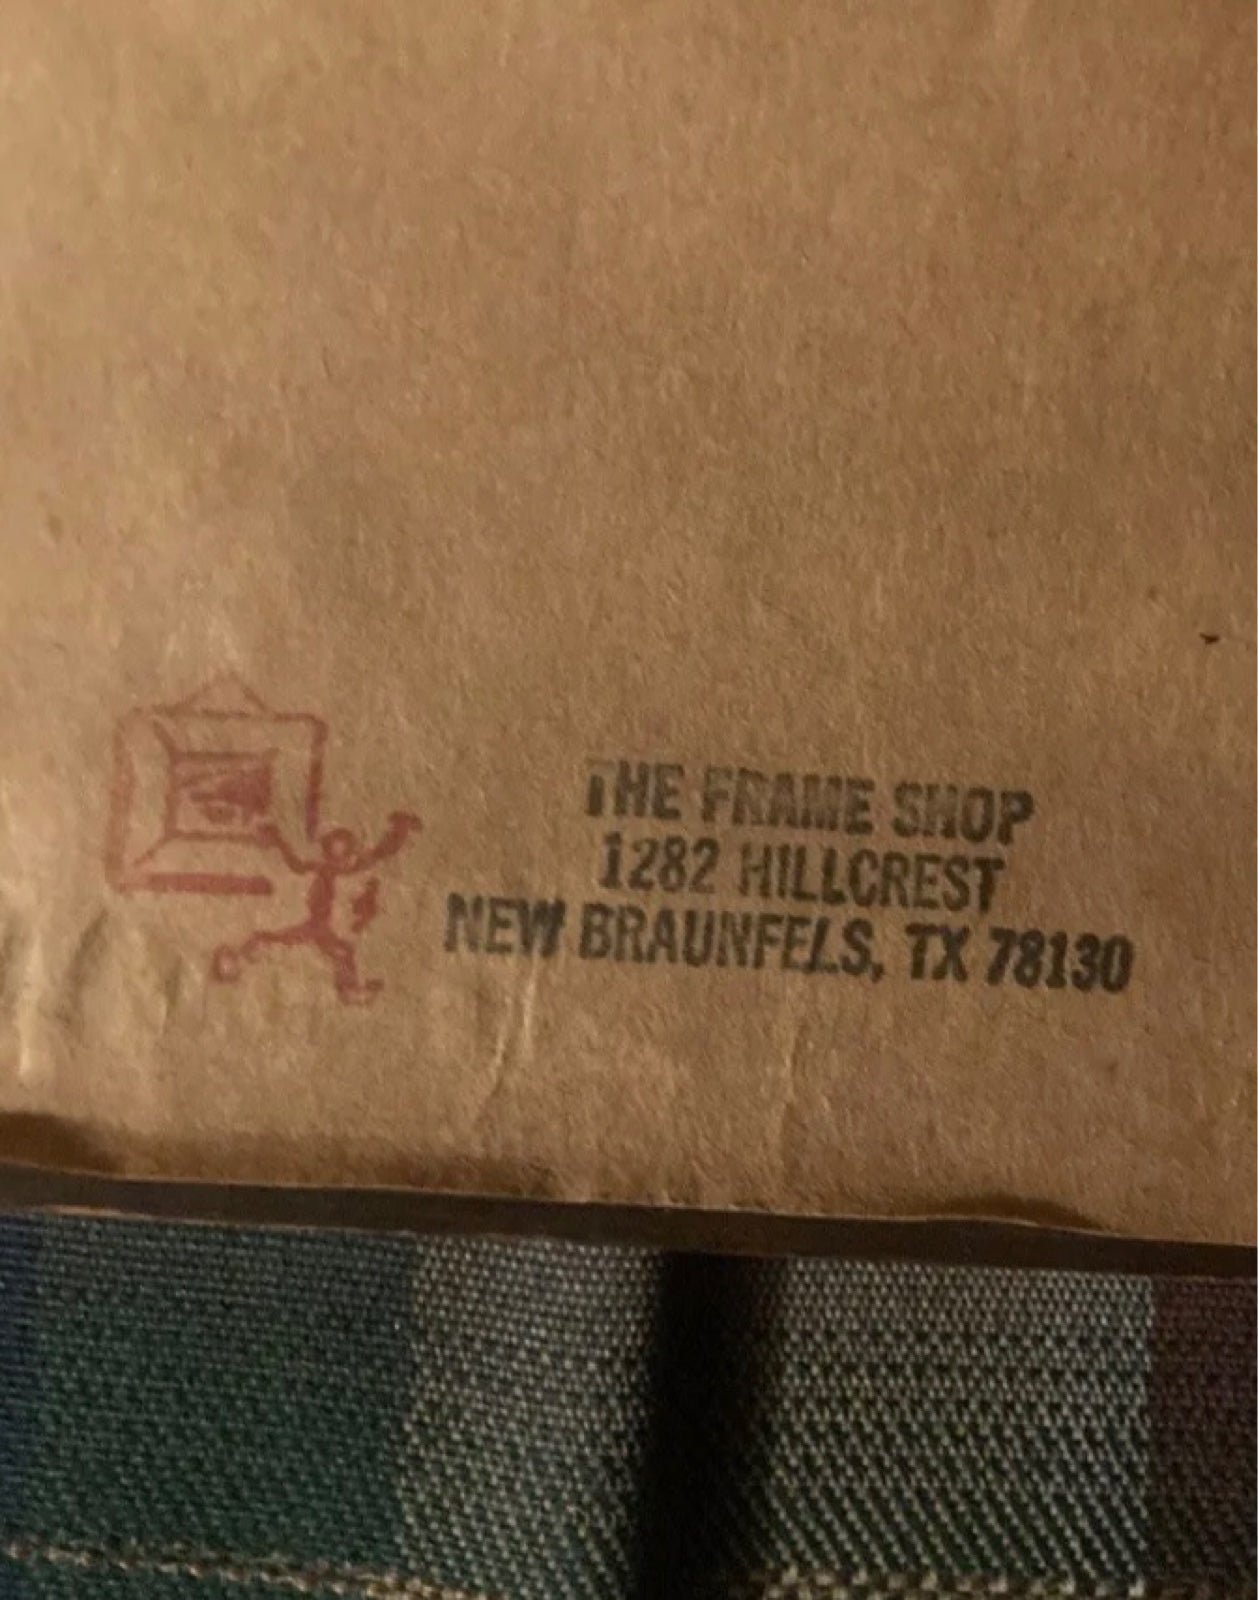 THE FRAME SHOP
1282 HILLCREST
NEW BRAUNFELS, TX 78130